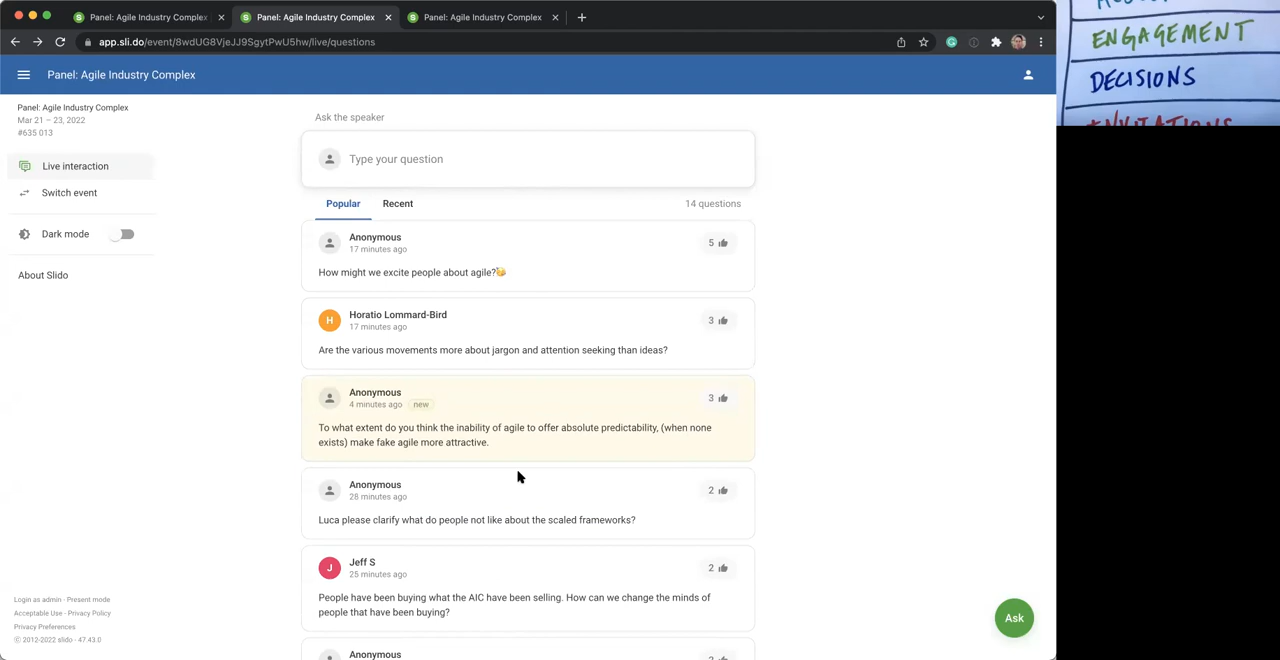 Panel: Agile Industry Complex
Panel: Agile Industry Complex
Panel: Agile Industry Complex
app.sli.do/event/8wdUG8VjeJJ9SgytPwU5hw/live/questions
Panel: Agile Industry Complex
Panel: Agile Industry Complex
Mar 21 – 23, 2022
#635 013
Live interaction
Switch event
Dark mode
About Slido
Login as admin - Present mode
Acceptable Use - Privacy Policy
Privacy Preferences
© 2012-2022 slido - 47.43.0
Ask the speaker
Type your question
Popular Recent 14 questions
Anonymous
17 minutes ago
5
How might we excite people about agile?
H
Horatio Lommard-Bird
17 minutes ago
3
Are the various movements more about jargon and attention seeking than ideas?
Anonymous
4 minutes ago new
3
To what extent do you think the inability of agile to offer absolute predictability, (when none
exists) make fake agile more attractive.
Anonymous
28 minutes ago
2
Luca please clarify what do people not like about the scaled frameworks?
J
Jeff S
25 minutes ago
2
People have been buying what the AIC have been selling. How can we change the minds of
people that have been buying?
Anonymous
Ask
ENGAGEMENT
DECISIONS
INVITATIONS